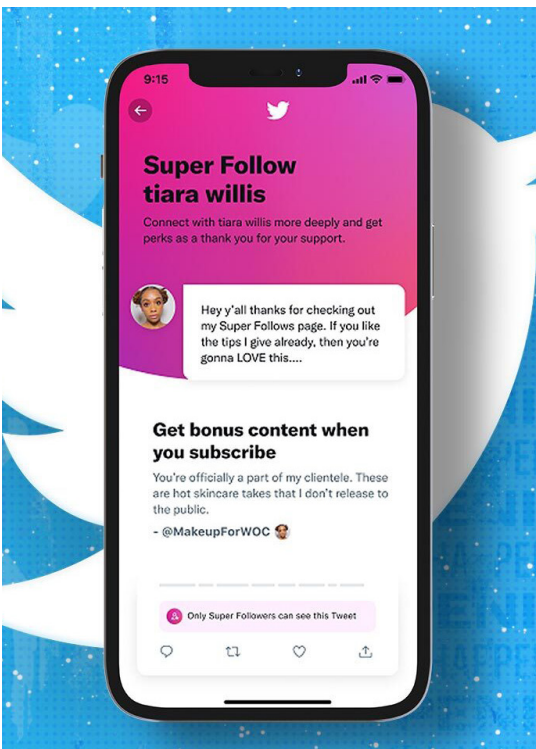 9:15
Super Follow
tiara willis
Connect with tiara willis more deeply and get
perks as a thank you for your support.
Hey y'all thanks for checking out
my Super Follows page. If you like
the tips I give already, then you're
gonna LOVE this....
Get bonus content when
you subscribe
You're officially a part of my clientele. These
are hot skincare takes that I don't release to
the public.
- @MakeupForWOC
Only Super Followers can see this Tweet